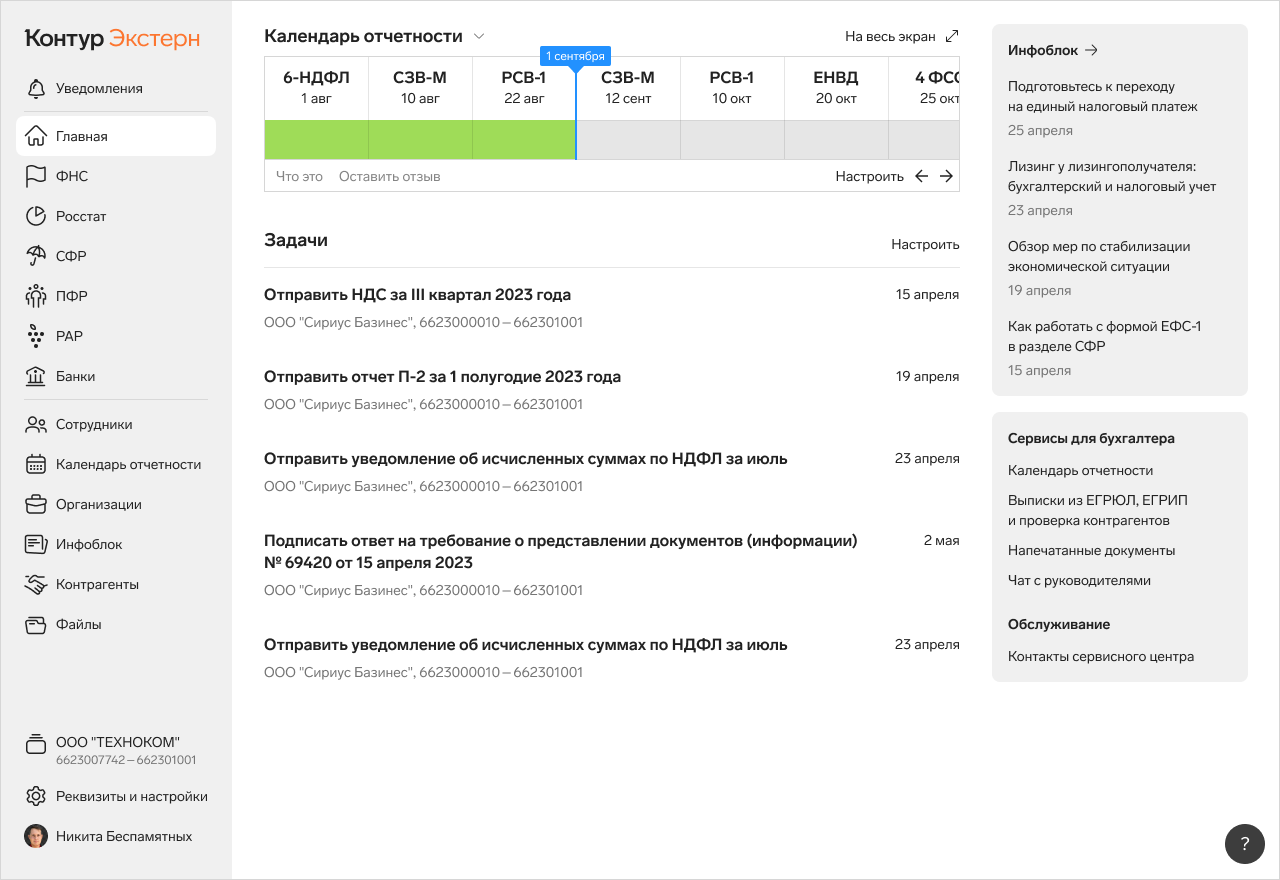 Контур Экстерн
Уведомления
Главная
ФНС
Росстат
СФР
ПФР
РАР
Банки
Сотрудники
Календарь отчетности
Организации
Инфоблок
Контрагенты
Файлы
ООО "ТЕХНОКОМ"
6623007742 – 662301001
Реквизиты и настройки
Никита Беспамятных
Календарь отчетности
На весь экран
1 сентября
6-НДФЛ
1 авг
СЗВ-М
10 авг
РСВ-1
22 авг
СЗВ-М
12 сент
РСВ-1
10 окт
ЕНВД
20 окт
4 ФСС
25 окт
Что это
Оставить отзыв
Настроить
Задачи
Настроить
Отправить НДС за III квартал 2023 года
15 апреля
ООО "Сириус Базинес", 6623000010 – 662301001
Отправить отчет П-2 за 1 полугодие 2023 года
19 апреля
ООО "Сириус Базинес", 6623000010 – 662301001
Отправить уведомление об исчисленных суммах по НДФЛ за июль
23 апреля
ООО "Сириус Базинес", 6623000010 – 662301001
Подписать ответ на требование о представлении документов (информации)
№ 69420 от 15 апреля 2023
2 мая
ООО "Сириус Базинес", 6623000010 – 662301001
Отправить уведомление об исчисленных суммах по НДФЛ за июль
23 апреля
ООО "Сириус Базинес", 6623000010 – 662301001
Инфоблок
Подготовьтесь к переходу
на единый налоговый платеж
25 апреля
Лизинг у лизингополучателя:
бухгалтерский и налоговый учет
23 апреля
Обзор мер по стабилизации
экономической ситуации
19 апреля
Как работать с формой ЕФС-1
в разделе СФР
15 апреля
Сервисы для бухгалтера
Календарь отчетности
Выписки из ЕГРЮЛ, ЕГРИП
и проверка контрагентов
Напечатанные документы
Чат с руководителями
Обслуживание
Контакты сервисного центра
?